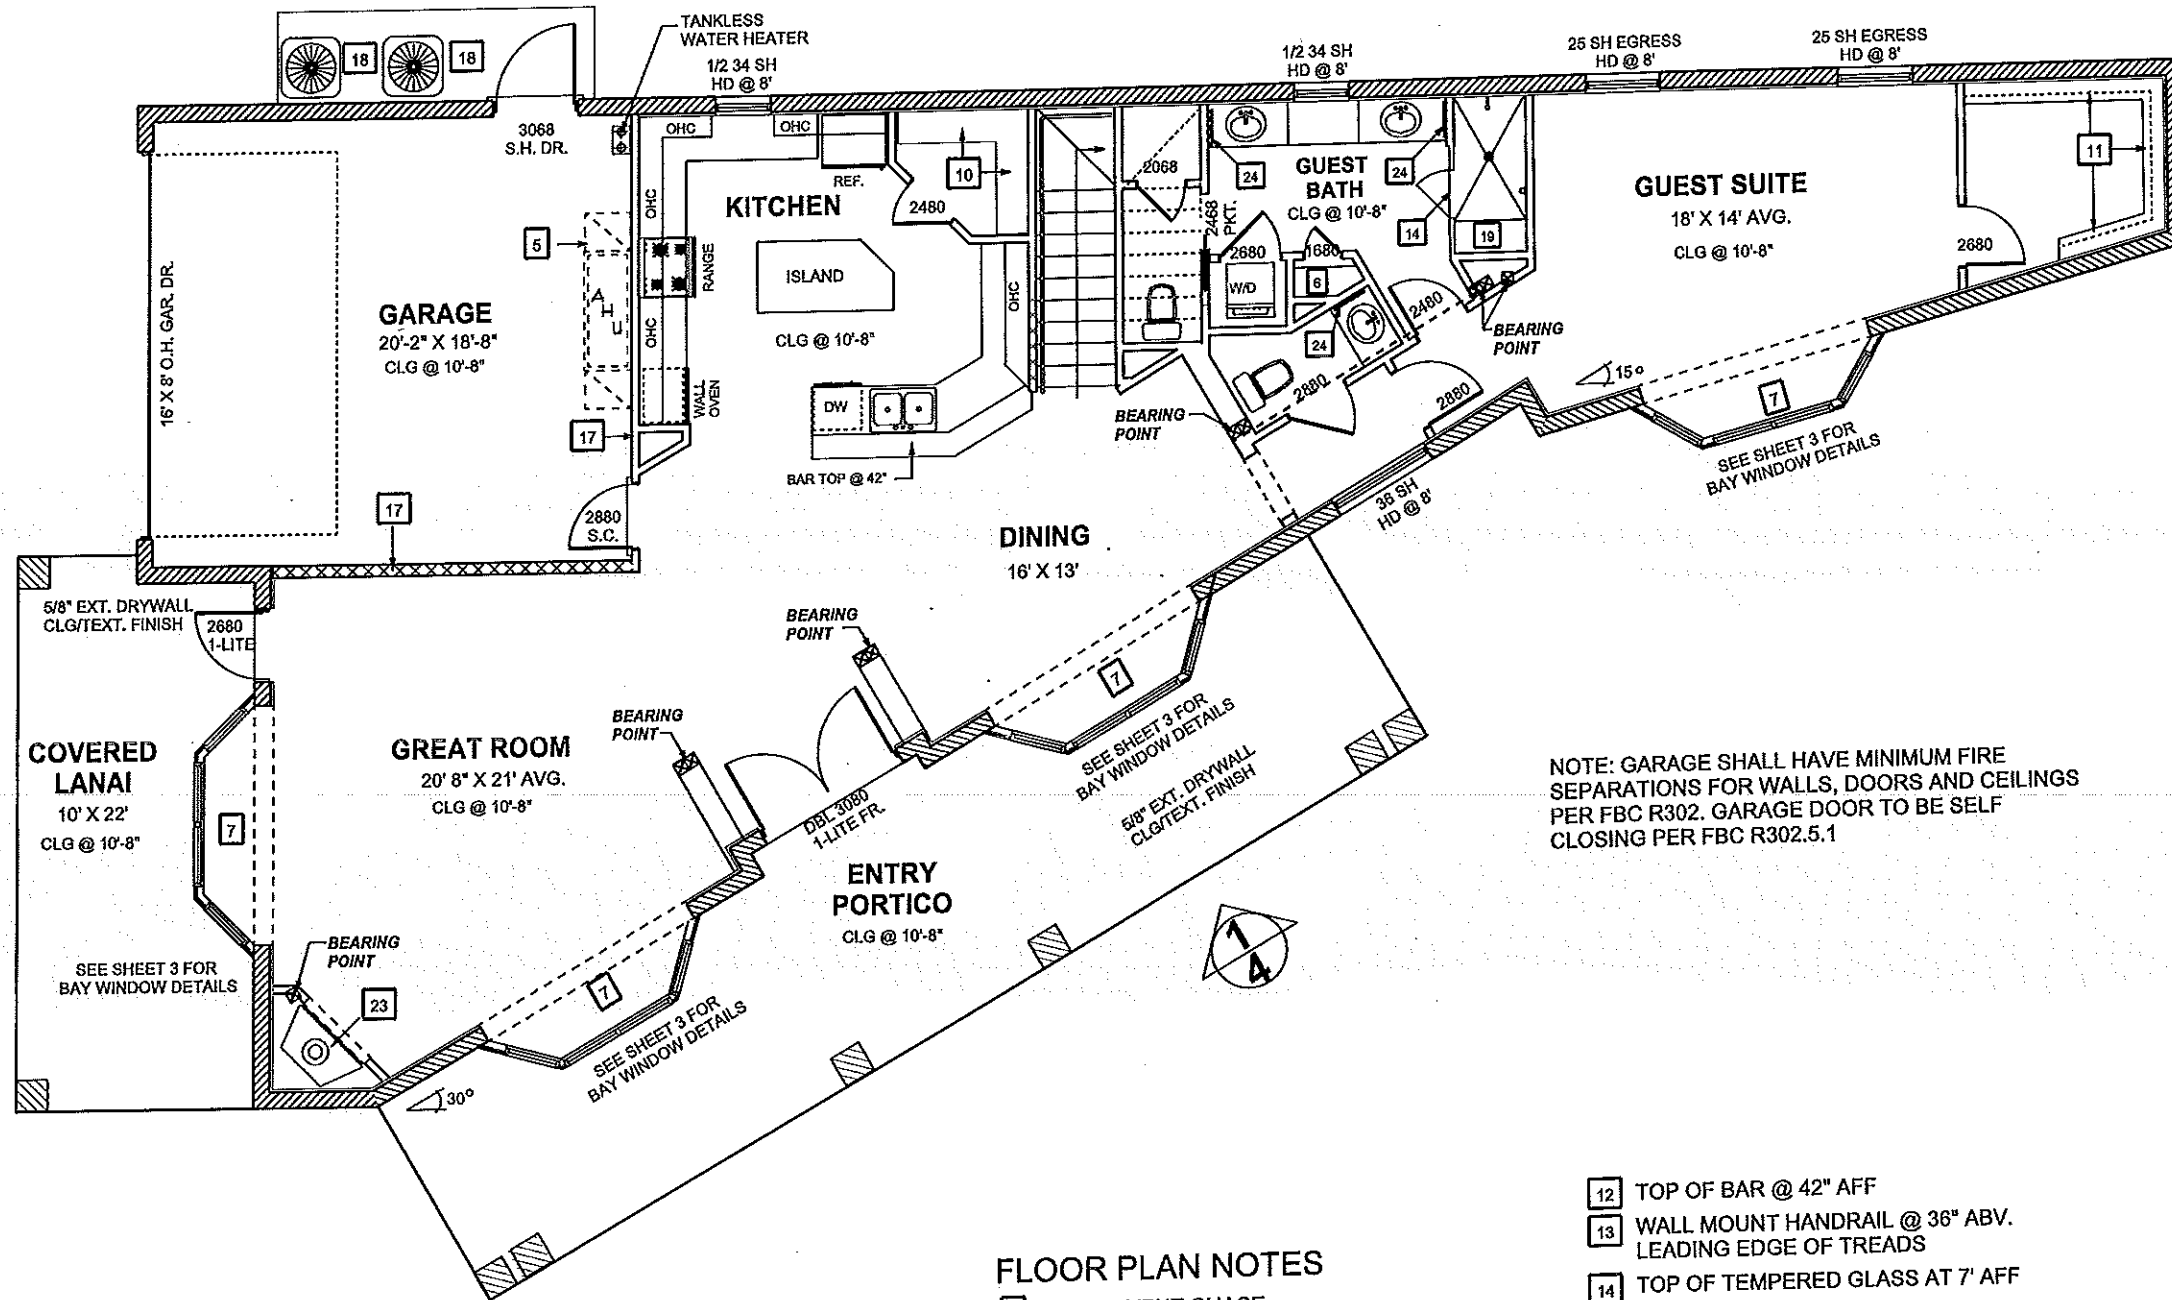 TANKLESS
WATER HEATER
18
18
1/2 34 SH
HD @ 8'
1/2 34 SH
HD @ 8'
25 SH EGRESS
HD @ 8'
25 SH EGRESS
HD @ 8'
3068
S.H. DR.
OHC
OHC
REF.
10
2480
KITCHEN
OHC
RANGE
ISLAND
CLG @ 10'-8"
OHC
OHC
WALL
OVEN
DW
BAR TOP @ 42"
5
A
H
U
16' X 8' O.H. GAR. DR.
GARAGE
20'-2" X 18'-8"
CLG @ 10'-8"
17
17
2880
S.C.
2068
2468
PKT.
24
GUEST
BATH
CLG @ 10'-8"
24
14
19
2680
1680
W/D
6
24
2480
BEARING
POINT
2880
2880
BEARING
POINT
GUEST SUITE
18' X 14' AVG.
CLG @ 10'-8"
2680
11
15°
7
SEE SHEET 3 FOR
BAY WINDOW DETAILS
36 SH
HD @ 8'
DINING
16' X 13'
5/8" EXT. DRYWALL
CLG/TEXT. FINISH
2680
1-LITE
COVERED
LANAI
10' X 22'
CLG @ 10'-8"
7
SEE SHEET 3 FOR
BAY WINDOW DETAILS
GREAT ROOM
20' 8" X 21' AVG.
CLG @ 10'-8"
BEARING
POINT
BEARING
POINT
DBL 3080
1-LITE FR.
7
SEE SHEET 3 FOR
BAY WINDOW DETAILS
5/8" EXT. DRYWALL
CLG/TEXT. FINISH
ENTRY
PORTICO
CLG @ 10'-8"
BEARING
POINT
23
7
SEE SHEET 3 FOR
BAY WINDOW DETAILS
30°
1
4
NOTE: GARAGE SHALL HAVE MINIMUM FIRE
SEPARATIONS FOR WALLS, DOORS AND CEILINGS
PER FBC R302. GARAGE DOOR TO BE SELF
CLOSING PER FBC R302.5.1
FLOOR PLAN NOTES
12 TOP OF BAR @ 42" AFF
13 WALL MOUNT HANDRAIL @ 36" ABV.
LEADING EDGE OF TREADS
14 TOP OF TEMPERED GLASS AT 7' AFF